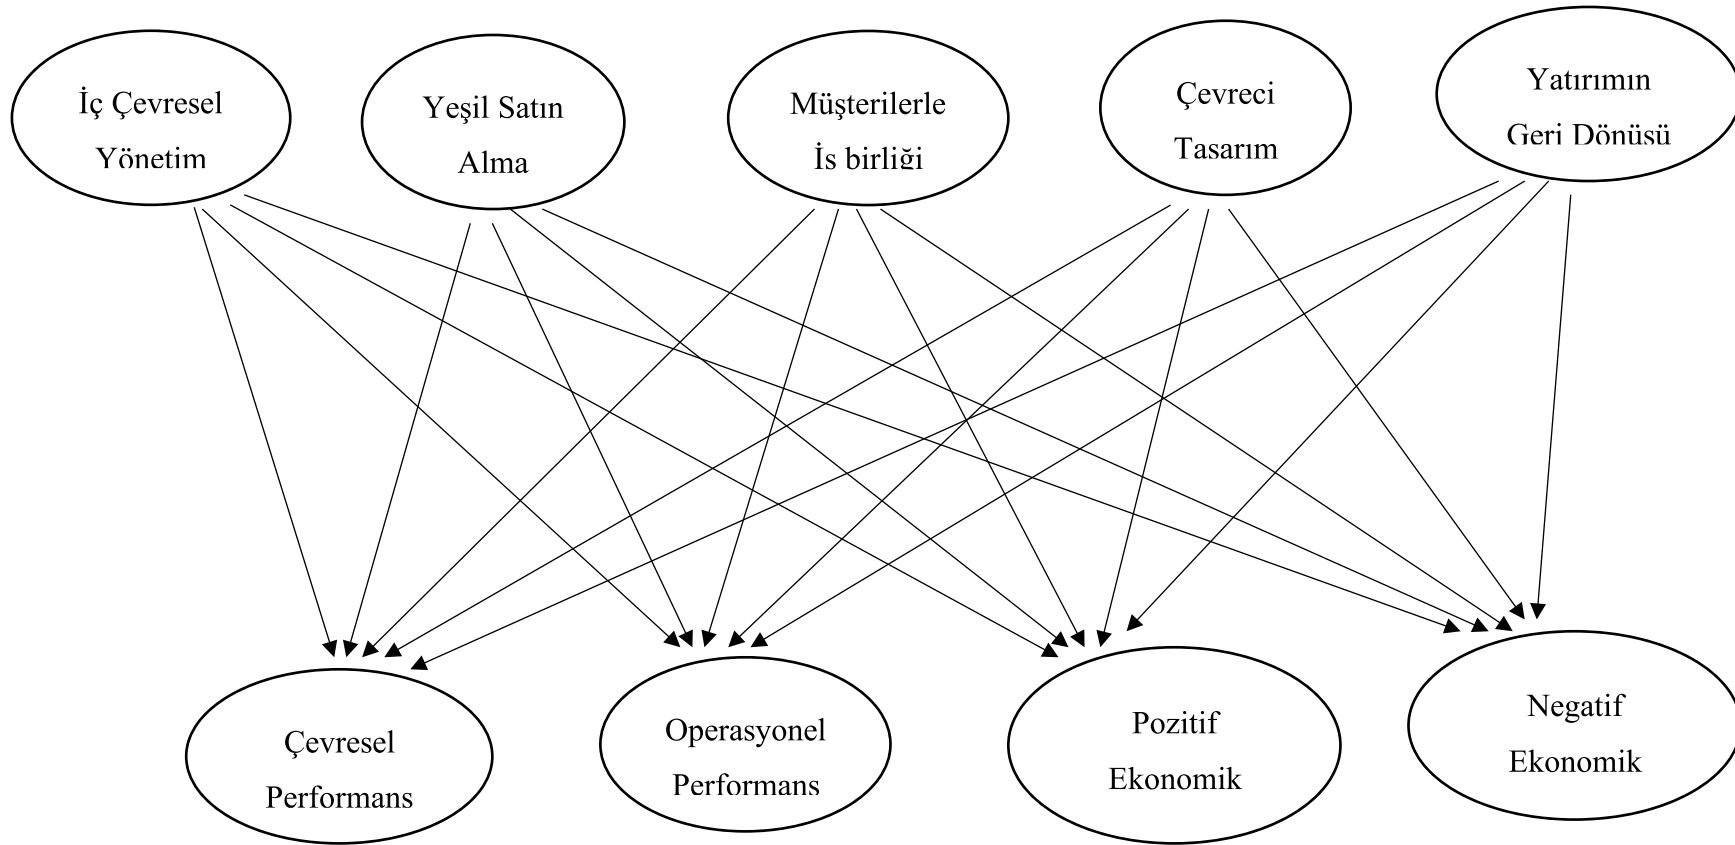 İç Çevresel
Yönetim
Yeşil Satın
Alma
Müşterilerle
İş birliği
Çevreci
Tasarım
Yatırımın
Geri Dönüşü
Çevresel
Performans
Operasyonel
Performans
Pozitif
Ekonomik
Negatif
Ekonomik